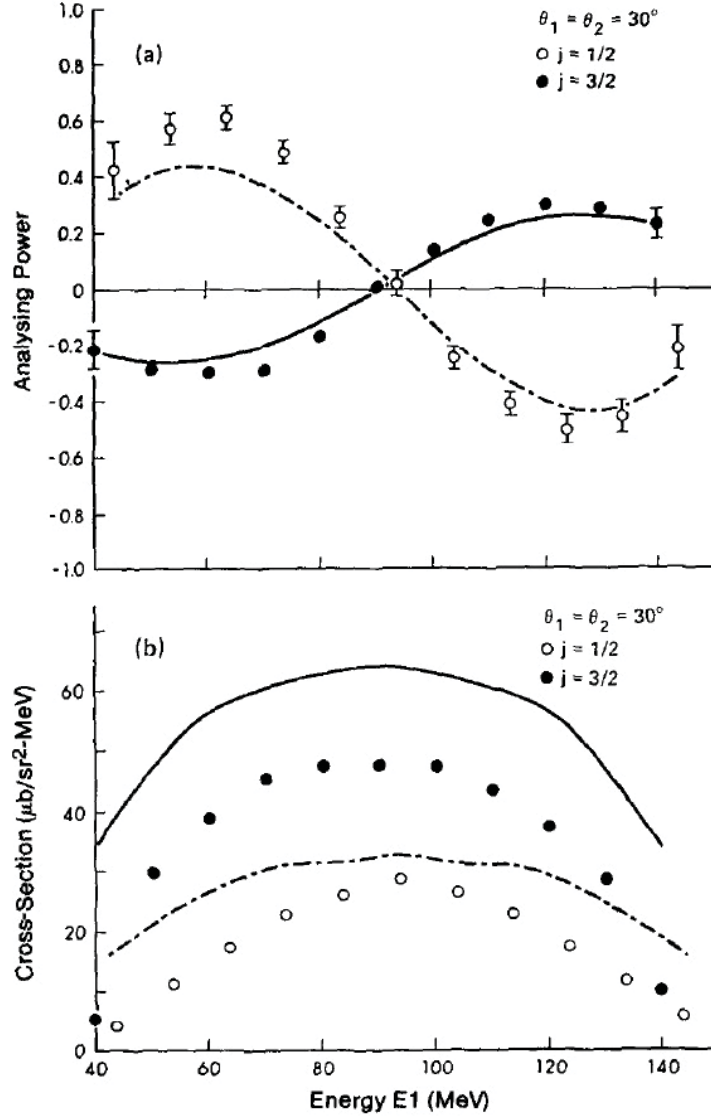 1.0
0.8
0.6
0.4
0.2
0
-0.2
-0.4
-0.6
-0.8
-1.0
Analysing Power
(a)
θ1 = θ2 = 30°
○ j = 1/2
● j = 3/2
60
40
20
0
Cross-Section (μb/sr²-MeV)
(b)
θ1 = θ2 = 30°
○ j = 1/2
● j = 3/2
40 60 80 100 120 140
Energy E1 (MeV)